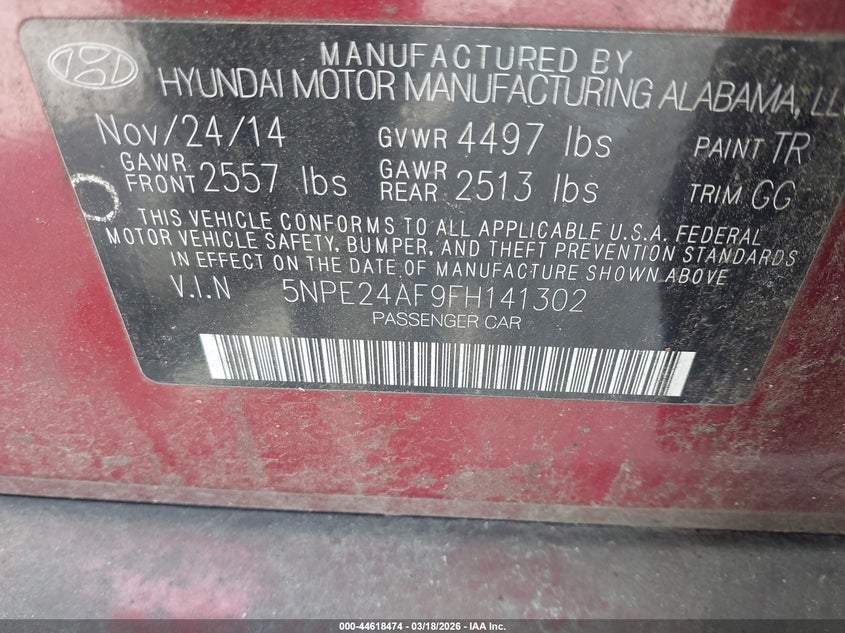 MANUFACTURED BY
HYUNDAI MOTOR MANUFACTURING ALABAMA, LLC
Nov/24/14 GVWR 4497 lbs PAINT TR
GAWR FRONT 2557 lbs GAWR REAR 2513 lbs TRIM GG
THIS VEHICLE CONFORMS TO ALL APPLICABLE U.S.A. FEDERAL
MOTOR VEHICLE SAFETY, BUMPER, AND THEFT PREVENTION STANDARDS
IN EFFECT ON THE DATE OF MANUFACTURE SHOWN ABOVE
V.I.N 5NPE24AF9FH141302
PASSENGER CAR
000-44618474 — 03/18/2026 — IAA Inc.